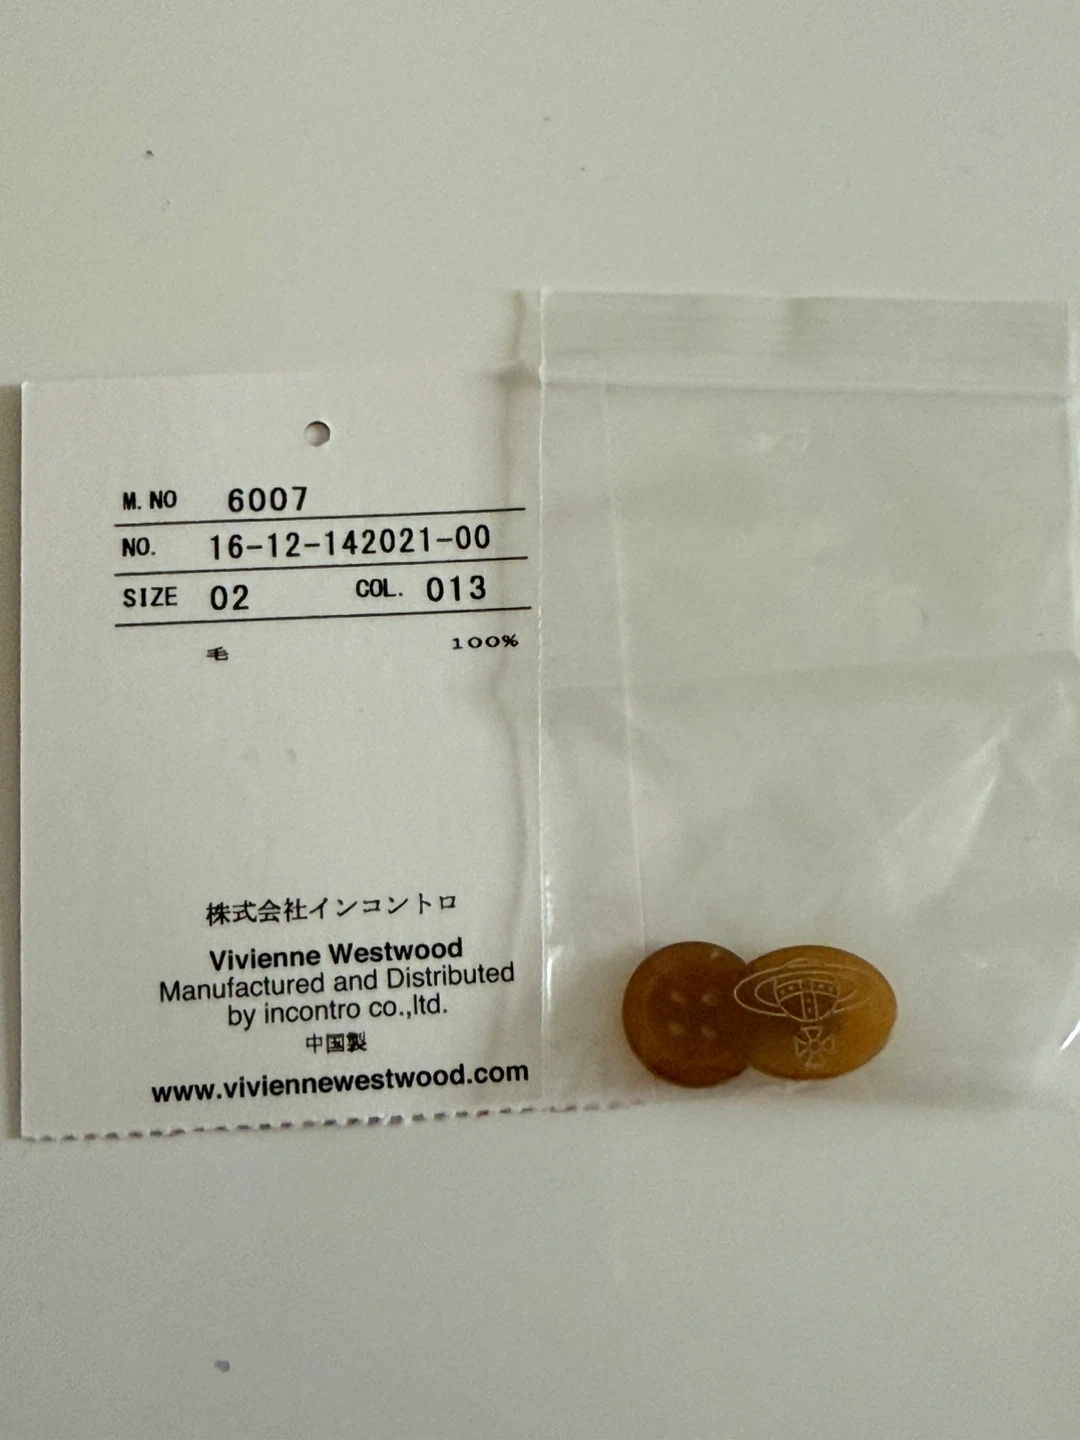 M. NO 6007
NO. 16-12-142021-00
SIZE 02 COL. 013
毛 100%
株式会社インコントロ
Vivienne Westwood
Manufactured and Distributed
by incontro co.,ltd.
中国製
www.viviennewestwood.com